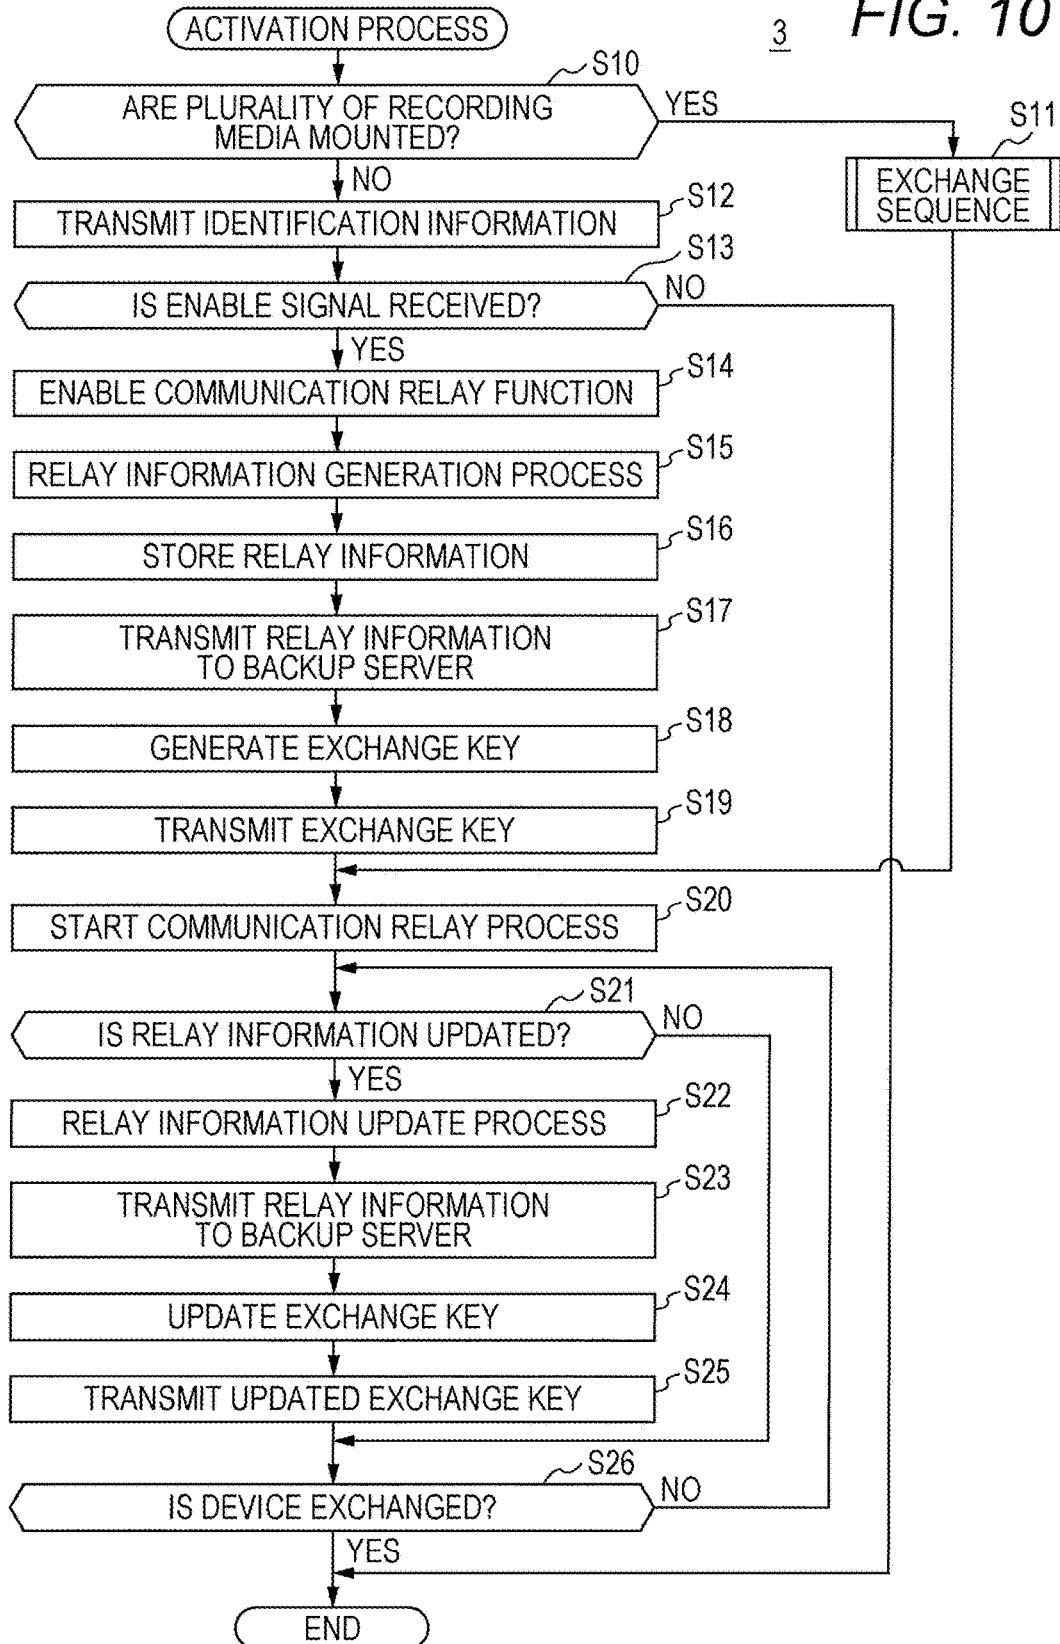 FIG. 10
3
ACTIVATION PROCESS
S10
ARE PLURALITY OF RECORDING
MEDIA MOUNTED?
YES
S11
EXCHANGE
SEQUENCE
NO
S12
TRANSMIT IDENTIFICATION INFORMATION
S13
IS ENABLE SIGNAL RECEIVED?
NO
YES
S14
ENABLE COMMUNICATION RELAY FUNCTION
S15
RELAY INFORMATION GENERATION PROCESS
S16
STORE RELAY INFORMATION
S17
TRANSMIT RELAY INFORMATION
TO BACKUP SERVER
S18
GENERATE EXCHANGE KEY
S19
TRANSMIT EXCHANGE KEY
S20
START COMMUNICATION RELAY PROCESS
S21
IS RELAY INFORMATION UPDATED?
NO
YES
S22
RELAY INFORMATION UPDATE PROCESS
S23
TRANSMIT RELAY INFORMATION
TO BACKUP SERVER
S24
UPDATE EXCHANGE KEY
S25
TRANSMIT UPDATED EXCHANGE KEY
S26
IS DEVICE EXCHANGED?
NO
YES
END